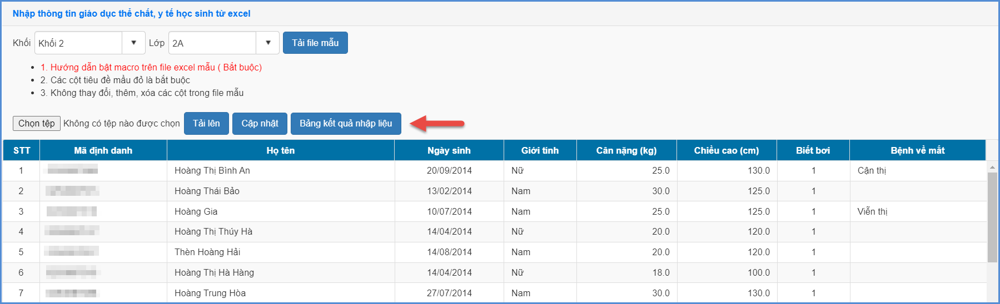 Nhập thông tin giáo dục thể chất, y tế học sinh từ excel
Khối Khối 2 Lớp 2A Tải file mẫu
1. Hướng dẫn bật macro trên file excel mẫu ( Bắt buộc)
2. Các cột tiêu đề mầu đỏ là bắt buộc
3. Không thay đổi, thêm, xóa các cột trong file mẫu
Chọn tệp Không có tệp nào được chọn Tải lên Cập nhật Bảng kết quả nhập liệu
STT Mã định danh Họ tên Ngày sinh Giới tính Cân nặng (kg) Chiều cao (cm) Biết bơi Bệnh về mắt
1 Hoàng Thị Bình An 20/09/2014 Nữ 25.0 130.0 1 Cận thị
2 Hoàng Thái Bảo 13/02/2014 Nam 30.0 125.0 1
3 Hoàng Gia 10/07/2014 Nam 25.0 125.0 1 Viễn thị
4 Hoàng Thị Thúy Hà 14/04/2014 Nữ 20.0 120.0 1
5 Thèn Hoàng Hải 14/08/2014 Nam 20.0 120.0 1
6 Hoàng Thị Hà Hàng 14/04/2014 Nữ 18.0 100.0 1
7 Hoàng Trung Hòa 27/07/2014 Nam 30.0 130.0 1